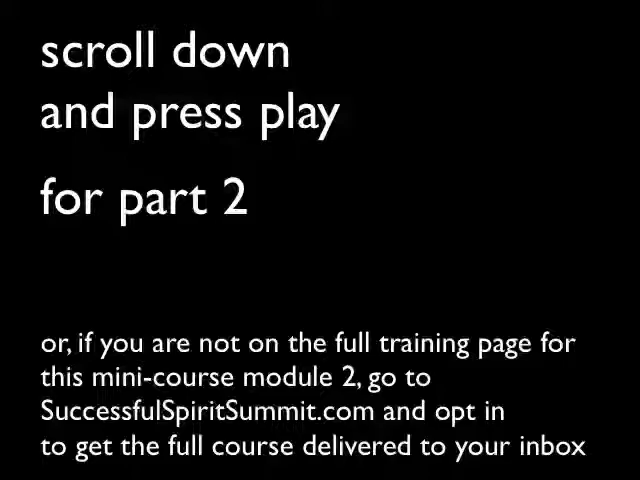 scroll down
and press play
for part 2
or, if you are not on the full training page for
this mini-course module 2, go to
SuccessfulSpiritSummit.com and opt in
to get the full course delivered to your inbox